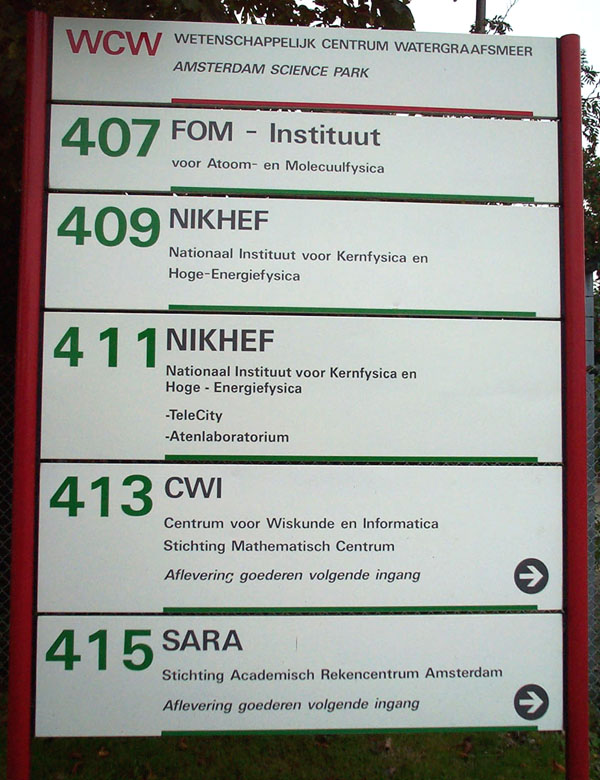 WCW WETENSCHAPPELIJK CENTRUM WATERGRAAFSMEER
AMSTERDAM SCIENCE PARK
407 FOM - Instituut
voor Atoom- en Molecuulfysica
409 NIKHEF
Nationaal Instituut voor Kernfysica en
Hoge-Energiefysica
411 NIKHEF
Nationaal Instituut voor Kernfysica en
Hoge - Energiefysica
-TeleCity
-Atenlaboratorium
413 CWI
Centrum voor Wiskunde en Informatica
Stichting Mathematisch Centrum
Aflevering goederen volgende ingang
415 SARA
Stichting Academisch Rekencentrum Amsterdam
Aflevering goederen volgende ingang